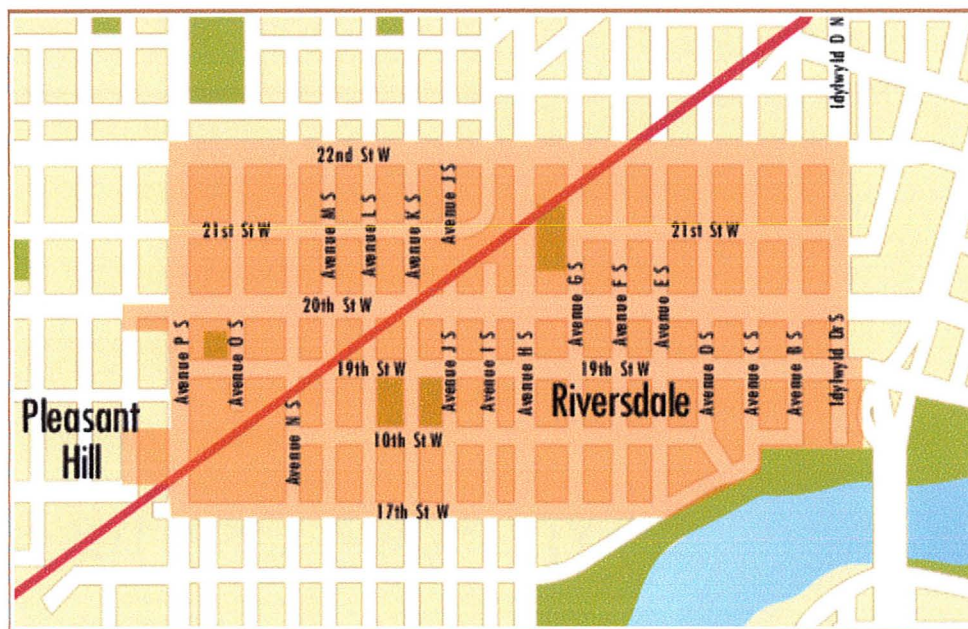 Idylwyld D N
22nd St W
Avenue M S
Avenue L S
Avenue K S
Avenue J S
21st St W
21st St W
Avenue G S
Avenue F S
Avenue E S
20th St W
Avenue P S
Avenue O S
19th St W
Avenue J S
Avenue I S
Avenue H S
19th St W
Avenue D S
Avenue C S
Avenue B S
Idylwyld Dr S
Pleasant
Hill
Riversdale
Avenue N S
10th St W
17th St W